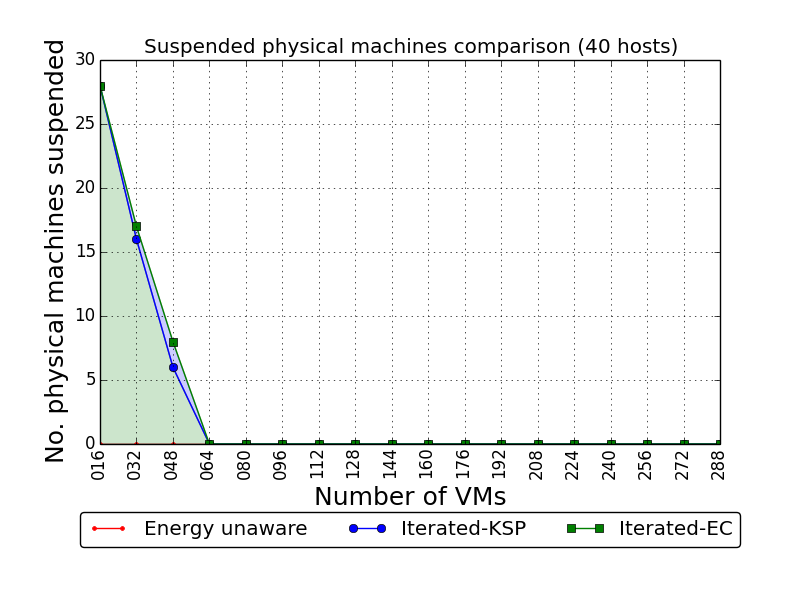 Suspended physical machines comparison (40 hosts)
No. physical machines suspended
30
25
20
15
10
5
0
016 032 048 064 080 096 112 128 144 160 176 192 208 224 240 256 272 288
Number of VMs
Energy unaware Iterated-KSP Iterated-EC